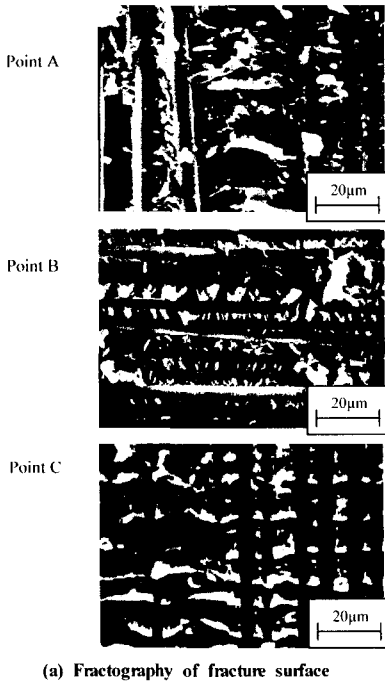 Point A
20μm
Point B
20μm
Point C
20μm
(a) Fractography of fracture surface